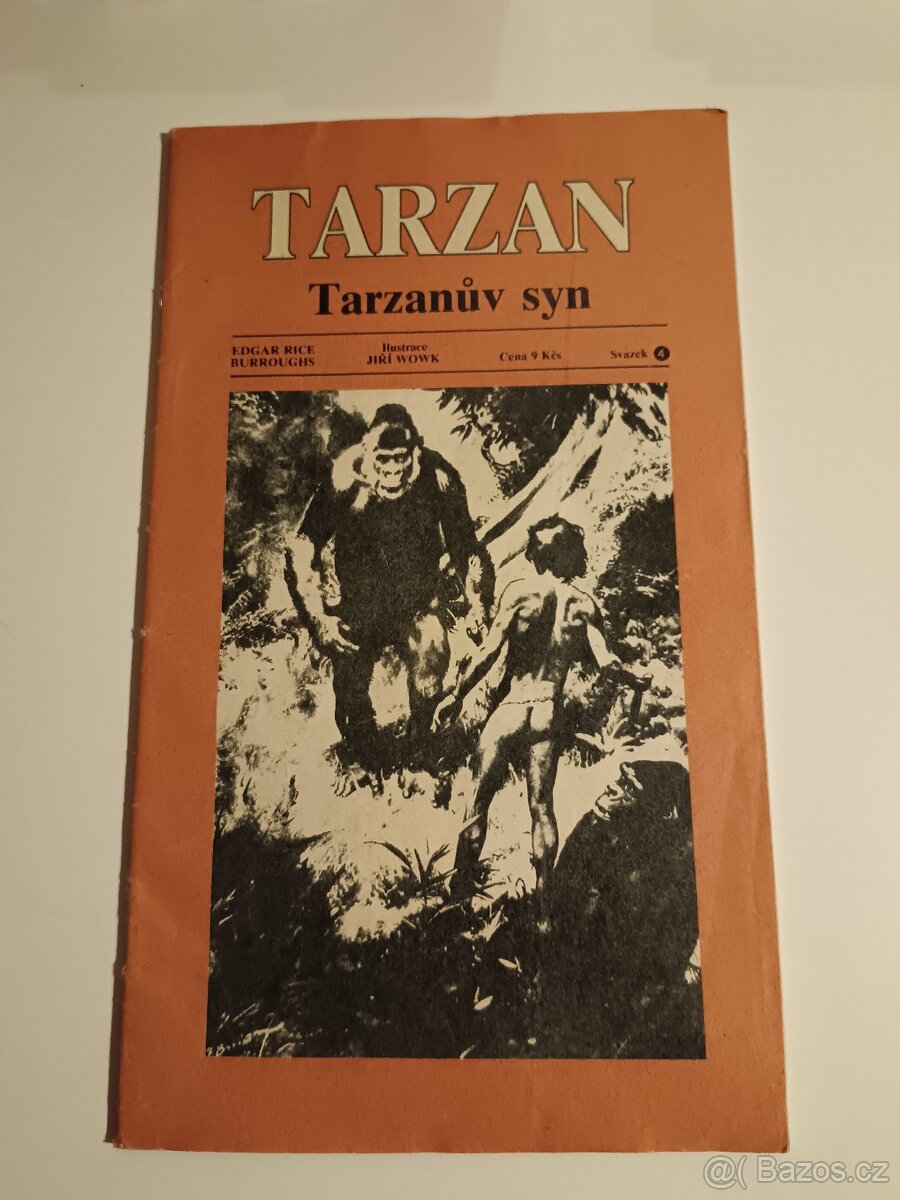 TARZAN
Tarzanův syn
EDGAR RICE
BURROUGHS
Ilustrace
JIŘÍ WOWK
Cena 9 Kčs
Svazek 4
@( Bazos.cz